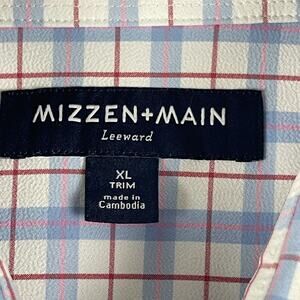 MIZZEN+MAIN
Leeward
XL
TRIM
made in
Cambodia